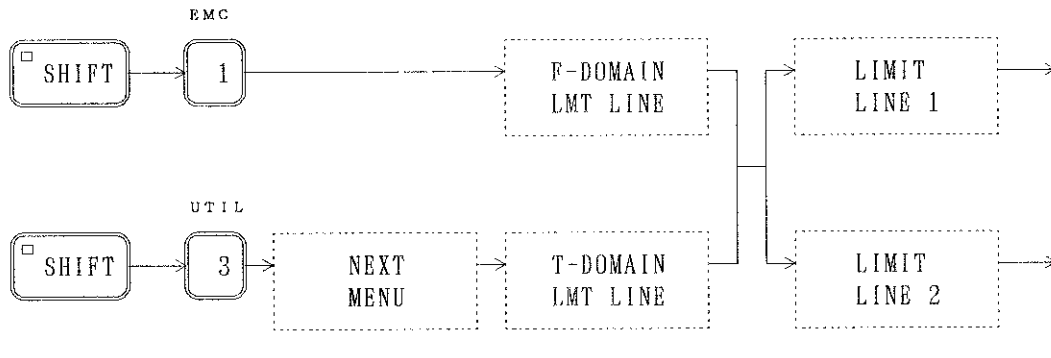 EMC
SHIFT
1
F-DOMAIN
LMT LINE
LIMIT
LINE 1
UTIL
SHIFT
3
NEXT
MENU
T-DOMAIN
LMT LINE
LIMIT
LINE 2